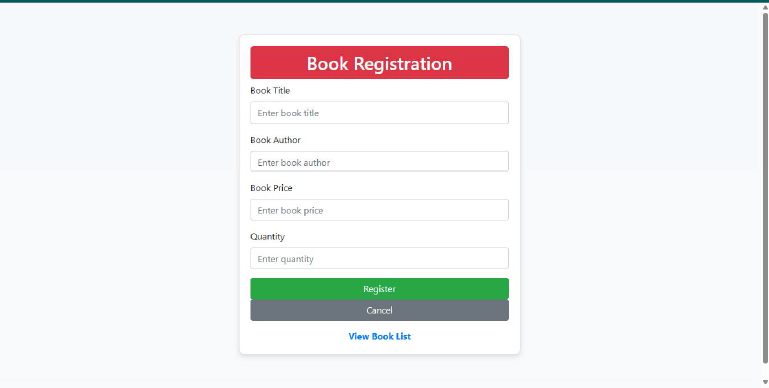 Book Registration
Book Title
Enter book title
Book Author
Enter book author
Book Price
Enter book price
Quantity
Enter quantity
Register
Cancel
View Book List